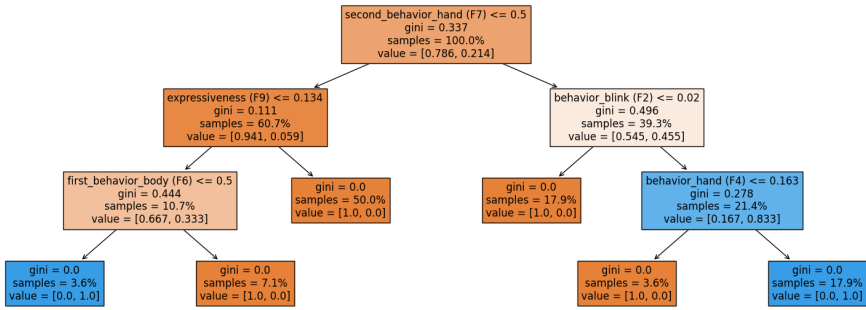 second_behavior_hand (F7) <= 0.5
gini = 0.337
samples = 100.0%
value = [0.786, 0.214]
expressiveness (F9) <= 0.134
gini = 0.111
samples = 60.7%
value = [0.941, 0.059]
behavior_blink (F2) <= 0.02
gini = 0.496
samples = 39.3%
value = [0.545, 0.455]
first_behavior_body (F6) <= 0.5
gini = 0.444
samples = 10.7%
value = [0.667, 0.333]
gini = 0.0
samples = 50.0%
value = [1.0, 0.0]
gini = 0.0
samples = 17.9%
value = [1.0, 0.0]
behavior_hand (F4) <= 0.163
gini = 0.278
samples = 21.4%
value = [0.167, 0.833]
gini = 0.0
samples = 3.6%
value = [0.0, 1.0]
gini = 0.0
samples = 7.1%
value = [1.0, 0.0]
gini = 0.0
samples = 3.6%
value = [1.0, 0.0]
gini = 0.0
samples = 17.9%
value = [0.0, 1.0]